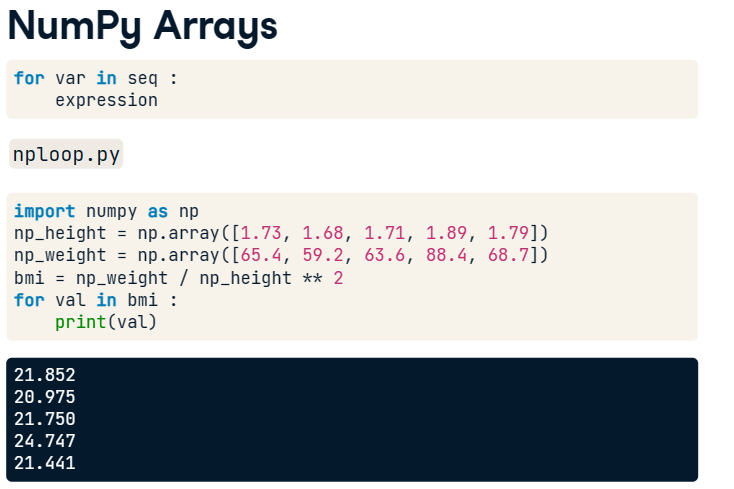 NumPy Arrays
for var in seq :
    expression
nploop.py
import numpy as np
np_height = np.array([1.73, 1.68, 1.71, 1.89, 1.79])
np_weight = np.array([65.4, 59.2, 63.6, 88.4, 68.7])
bmi = np_weight / np_height ** 2
for val in bmi :
    print(val)
21.852
20.975
21.750
24.747
21.441